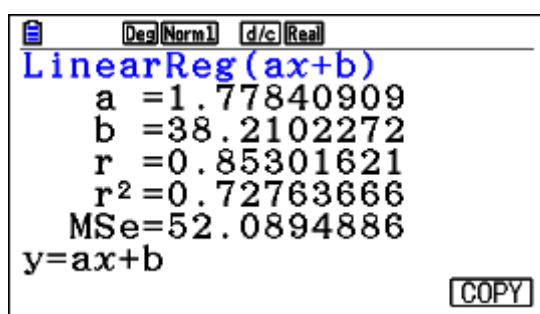 Deg Norm1 d/c Real
LinearReg(ax+b)
a =1.77840909
b =38.2102272
r =0.85301621
r²=0.72763666
MSe=52.0894886
y=ax+b
COPY